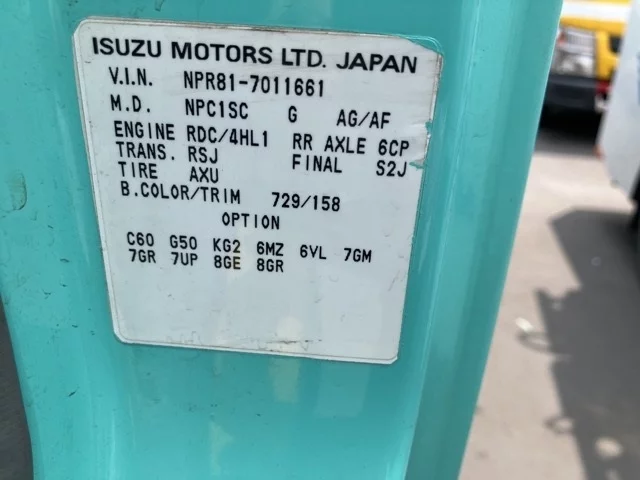 ISUZU MOTORS LTD. JAPAN
V.I.N. NPR81-7011661
M.D. NPC1SC G AG/AF
ENGINE RDC/4HL1 RR AXLE 6CP
TRANS. RSJ FINAL S2J
TIRE AXU
B.COLOR/TRIM 729/158
OPTION
C60 G50 KG2 6MZ 6VL 7GM
7GR 7UP 8GE 8GR